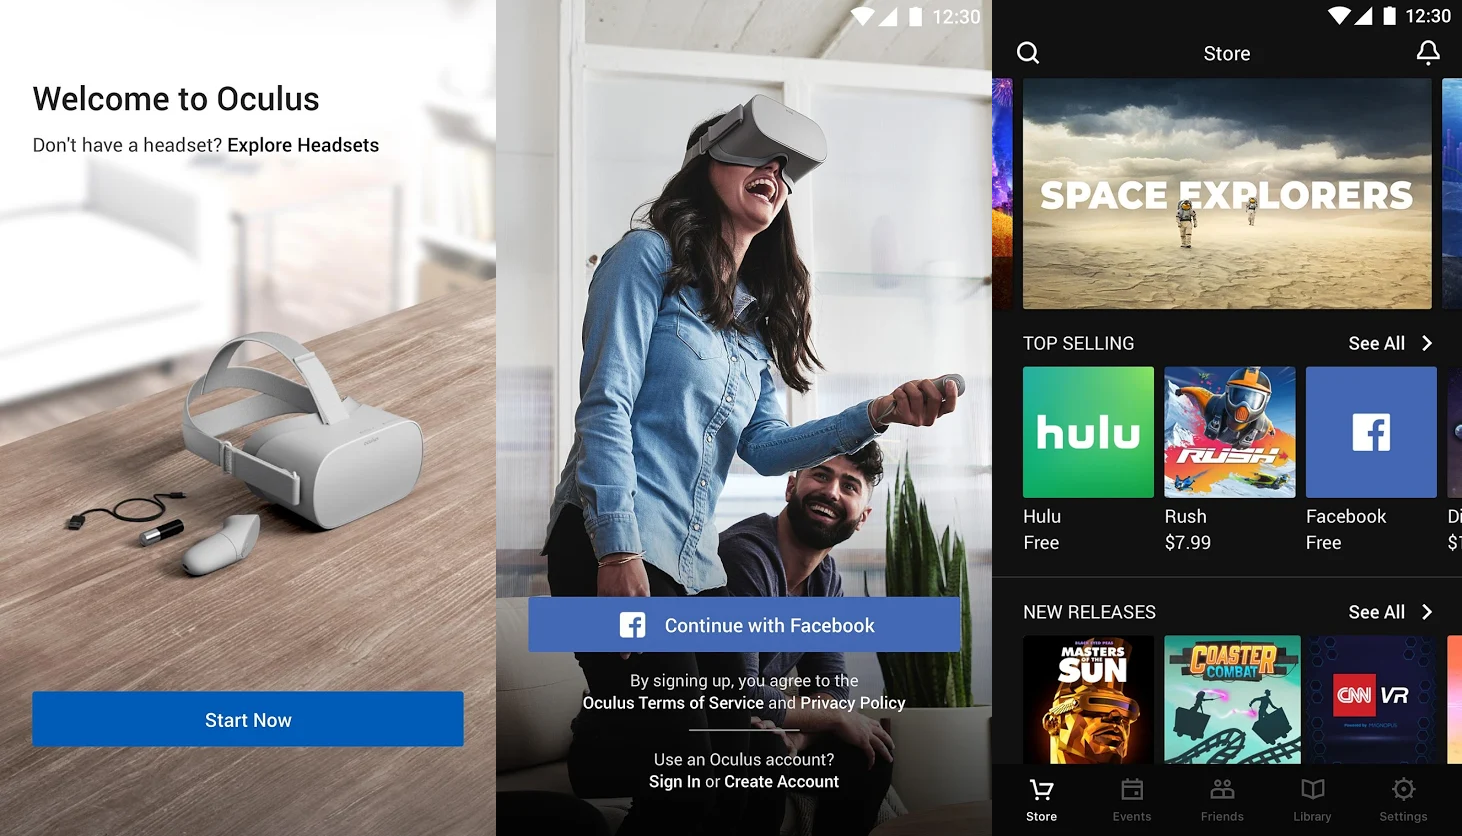 Welcome to Oculus
Don't have a headset? Explore Headsets
Start Now
12:30
Continue with Facebook
By signing up, you agree to the
Oculus Terms of Service and Privacy Policy
Use an Oculus account?
Sign In or Create Account
12:30
Store
SPACE EXPLORERS
TOP SELLING
See All
hulu
RUSH
Hulu
Free
Rush
$7.99
Facebook
Free
Di
$1
NEW RELEASES
See All
BLACK EYED PEAS
MASTERS
OF THE
SUN
COASTER
COMBAT
CNN VR
Store
Events
Friends
Library
Settings